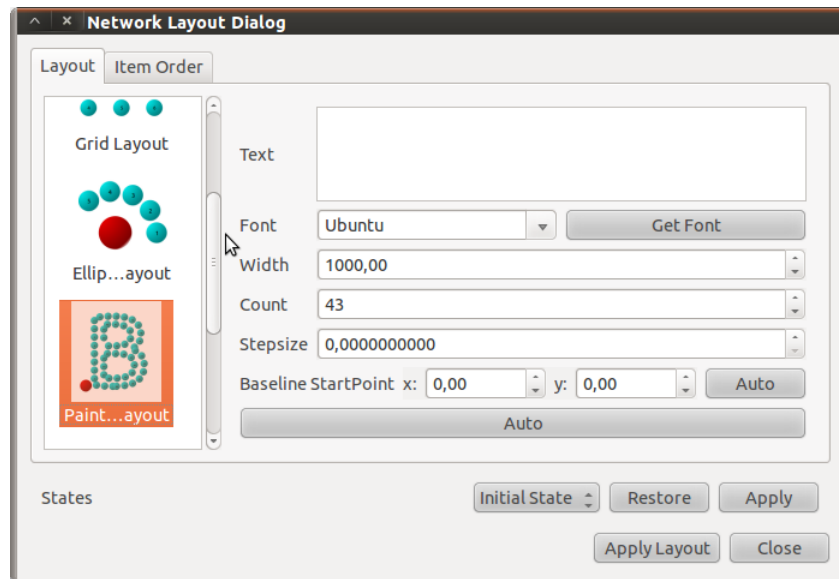 Network Layout Dialog
Layout Item Order
Grid Layout
Ellip...ayout
Paint...ayout
Text
Font Ubuntu Get Font
Width 1000,00
Count 43
Stepsize 0,0000000000
Baseline StartPoint x: 0,00 y: 0,00 Auto
Auto
States Initial State Restore Apply
Apply Layout Close